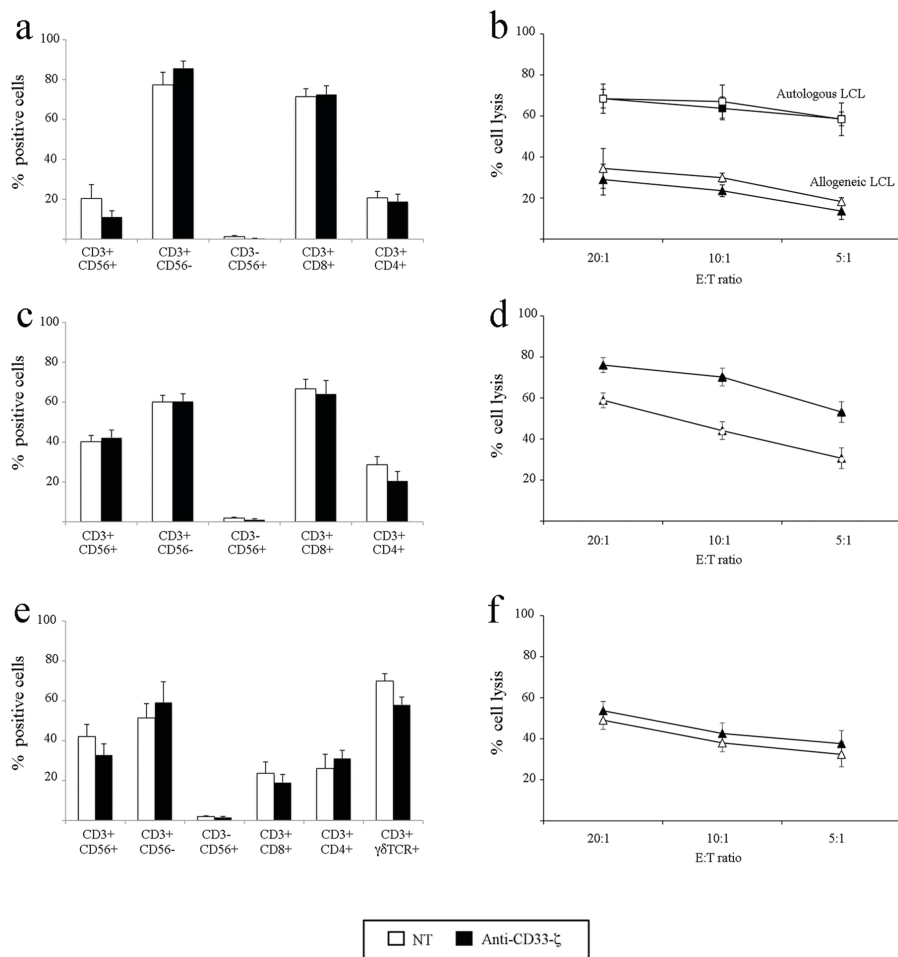 a
100
80
60
40
20
% positive cells
CD3+
CD56+
CD3+
CD56-
CD3-
CD56+
CD3+
CD8+
CD3+
CD4+
b
100
80
60
40
20
% cell lysis
Autologous LCL
Allogeneic LCL
20:1
10:1
5:1
E:T ratio
c
100
80
60
40
20
% positive cells
CD3+
CD56+
CD3+
CD56-
CD3-
CD56+
CD3+
CD8+
CD3+
CD4+
d
100
80
60
40
20
% cell lysis
20:1
10:1
5:1
E:T ratio
e
100
80
60
40
20
% positive cells
CD3+
CD56+
CD3+
CD56-
CD3-
CD56+
CD3+
CD8+
CD3+
CD4+
CD3+
γδTCR+
f
100
80
60
40
20
% cell lysis
20:1
10:1
5:1
E:T ratio
NT
Anti-CD33-ζ